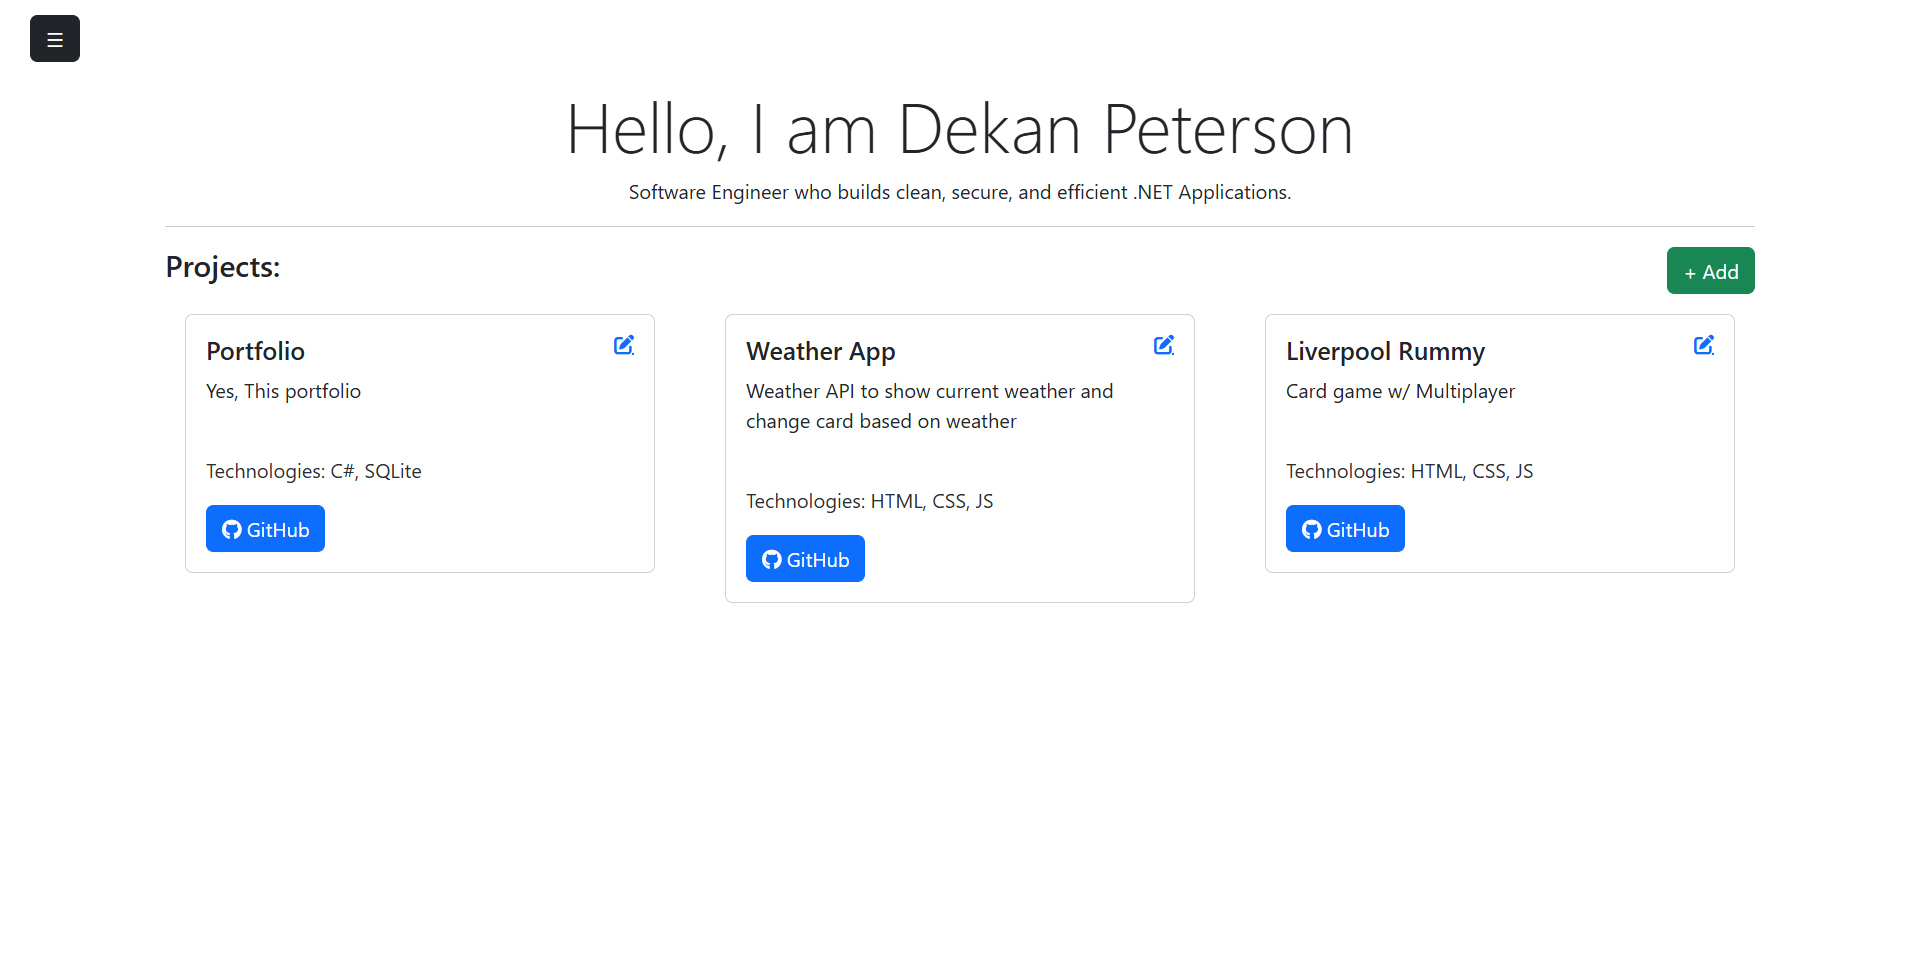 Hello, I am Dekan Peterson
Software Engineer who builds clean, secure, and efficient .NET Applications.
Projects:
+ Add
Portfolio
Yes, This portfolio
Technologies: C#, SQLite
GitHub
Weather App
Weather API to show current weather and
change card based on weather
Technologies: HTML, CSS, JS
GitHub
Liverpool Rummy
Card game w/ Multiplayer
Technologies: HTML, CSS, JS
GitHub